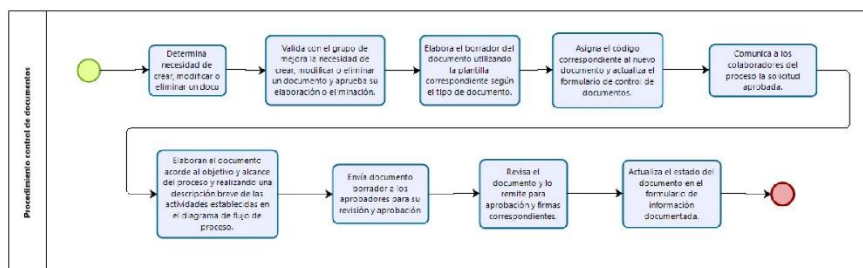 Procedimiento control de documentos
Determina
necesidad de
crear, modificar o
eliminar un docu
Valida con el grupo de
mejora la necesidad de
crear, modificar o eliminar
un documento y aprueba su
elaboración o eliminación.
Elabora el borrador del
documento utilizando
la plantilla
correspondiente según
el tipo de documento.
Asigna el código
correspondiente al nuevo
documento y actualiza el
formulario de control de
documentos.
Comunica a los
colaboradores del
proceso la solicitud
aprobada.
Elaboran el documento
acorde al objetivo y alcance
del proceso y realizando una
descripción breve de las
actividades establecidas en
el diagrama de flujo de
proceso.
Envía documento
borrador a los
aprobadores para su
revisión y aprobación
Revisa el
documento y lo
remite para
aprobación y firmas
correspondientes.
Actualiza el estado del
documento en el
formulario de
información
documentada.